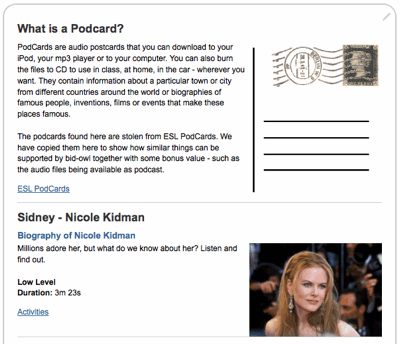 What is a Podcard?
PodCards are audio postcards that you can download to your
iPod, your mp3 player or to your computer. You can also burn
the files to CD to use in class, at home, in the car - wherever you
want. They contain information about a particular town or city
from different countries around the world or biographies of
famous people, inventions, films or events that make these
places famous.
The podcards found here are stolen from ESL PodCards. We
have copied them here to show how similar things can be
supported by bid-owl together with some bonus value - such as
the audio files being available as podcast.
ESL PodCards
Sidney - Nicole Kidman
Biography of Nicole Kidman
Millions adore her, but what do we know about her? Listen and
find out.
Low Level
Duration: 3m 23s
Activities